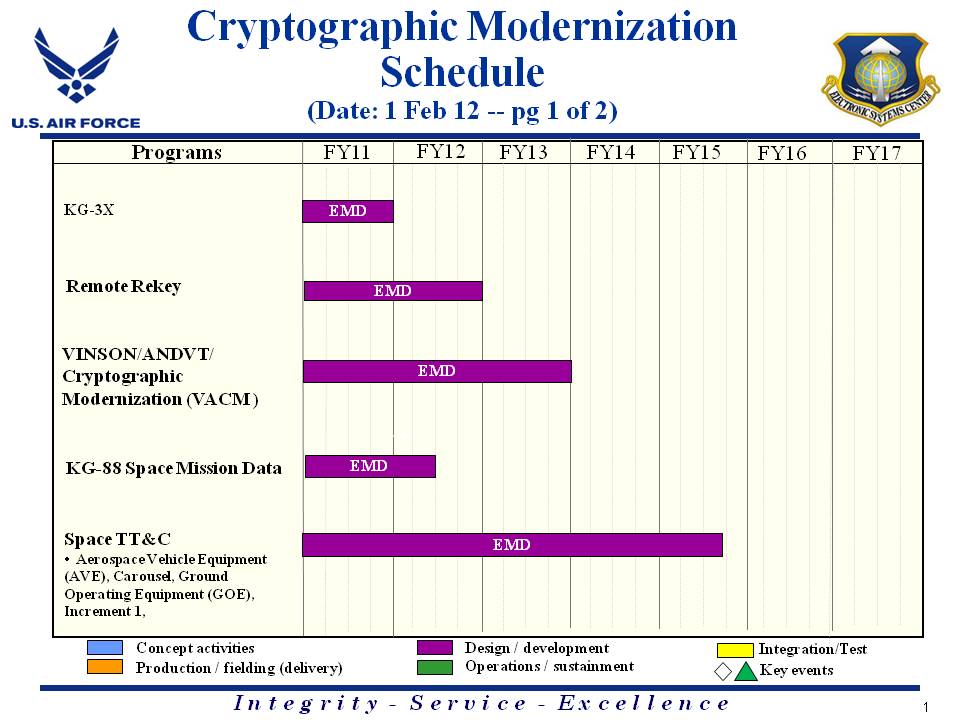 Cryptographic Modernization
Schedule
(Date: 1 Feb 12 -- pg 1 of 2)
U.S. AIR FORCE
ELECTRONIC SYSTEMS CENTER
Programs FY11 FY12 FY13 FY14 FY15 FY16 FY17
KG-3X EMD
Remote Rekey EMD
VINSON/ANDVT/
Cryptographic EMD
Modernization (VACM )
KG-88 Space Mission Data EMD
Space TT&C EMD
• Aerospace Vehicle Equipment
(AVE), Carousel, Ground
Operating Equipment (GOE),
Increment 1,
Concept activities Design / development Integration/Test
Production / fielding (delivery) Operations / sustainment Key events
Integrity - Service - Excellence
1